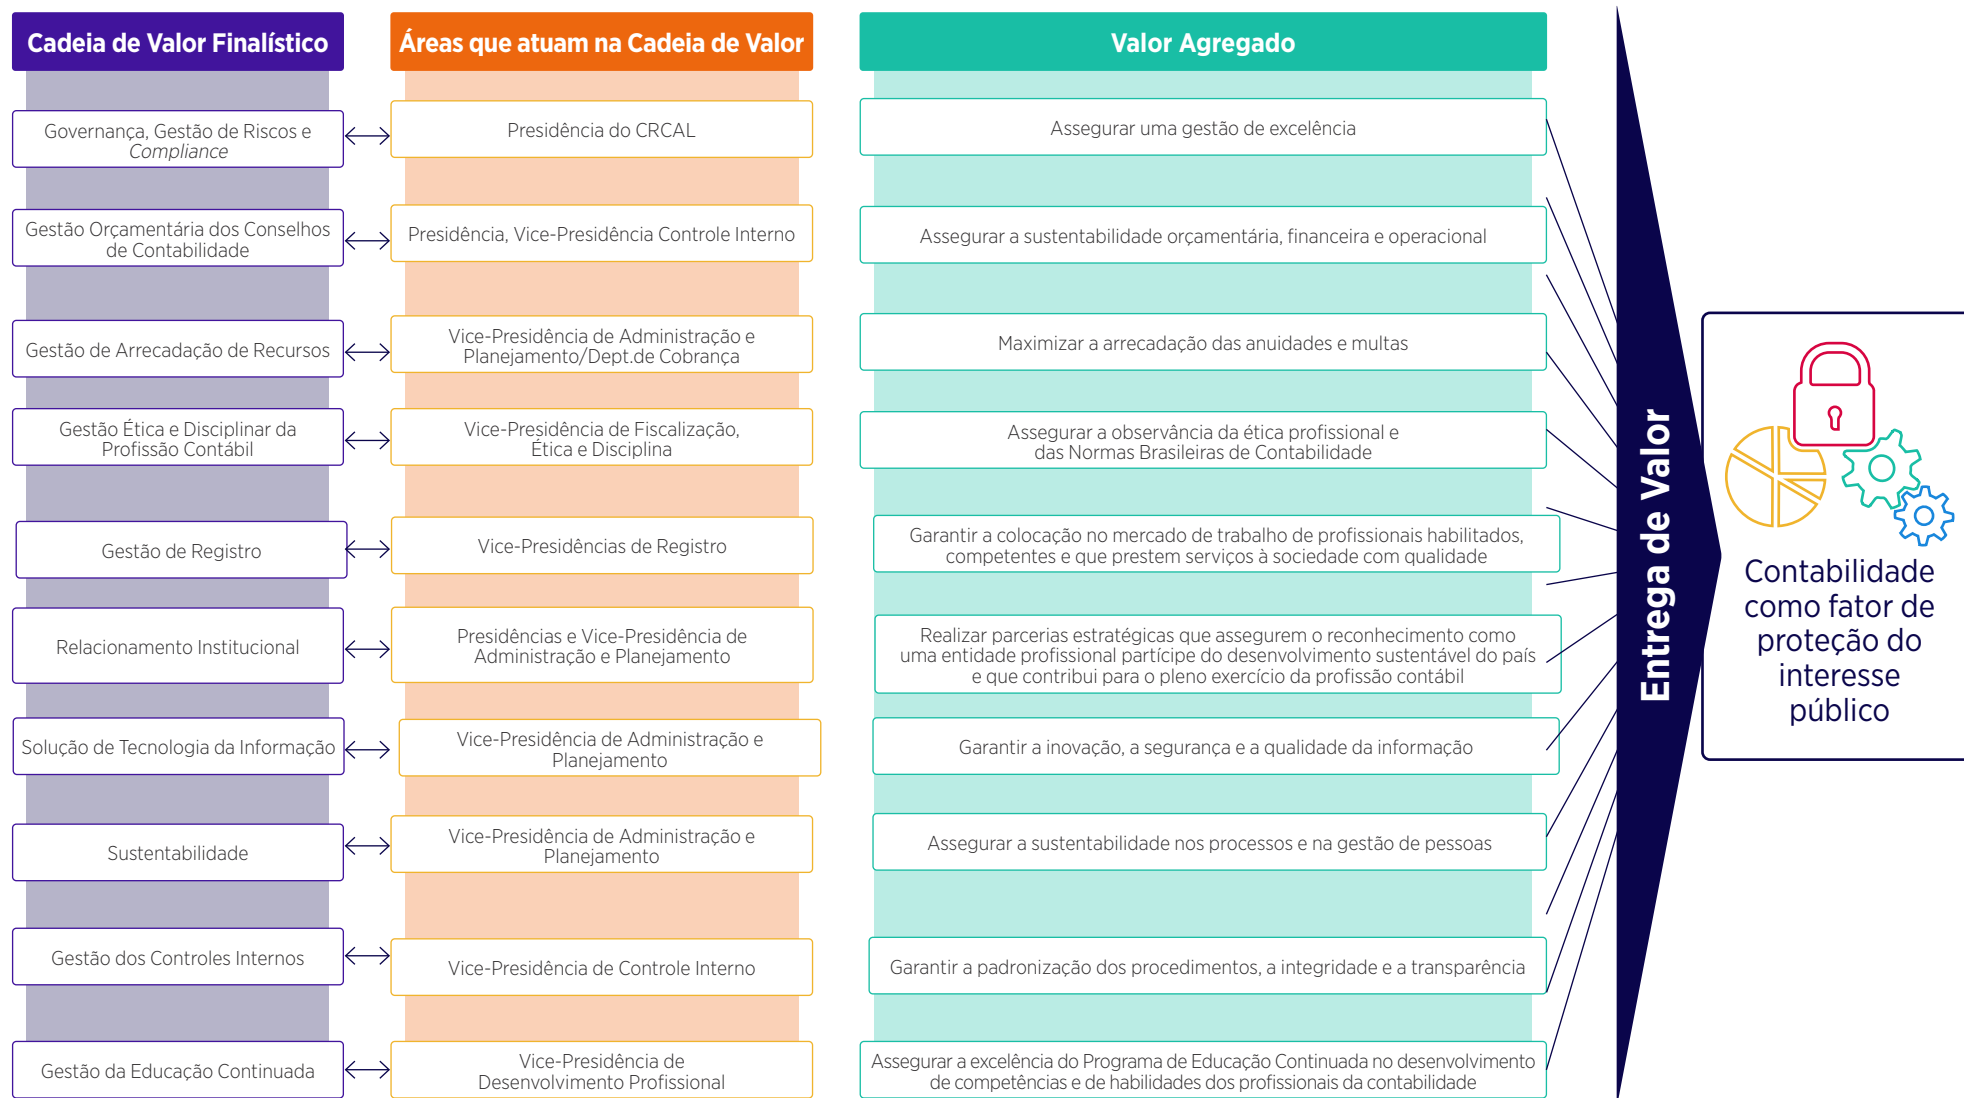 Cadeia de Valor Finalístico
Áreas que atuam na Cadeia de Valor
Valor Agregado
Governança, Gestão de Riscos e
Compliance
Presidência do CRCAL
Assegurar uma gestão de excelência
Gestão Orçamentária dos Conselhos
de Contabilidade
Presidência, Vice-Presidência Controle Interno
Assegurar a sustentabilidade orçamentária, financeira e operacional
Gestão de Arrecadação de Recursos
Vice-Presidência de Administração e
Planejamento/Dept.de Cobrança
Maximizar a arrecadação das anuidades e multas
Gestão Ética e Disciplinar da
Profissão Contábil
Vice-Presidência de Fiscalização,
Ética e Disciplina
Assegurar a observância da ética profissional e
das Normas Brasileiras de Contabilidade
Gestão de Registro
Vice-Presidências de Registro
Garantir a colocação no mercado de trabalho de profissionais habilitados,
competentes e que prestem serviços à sociedade com qualidade
Relacionamento Institucional
Presidências e Vice-Presidência de
Administração e Planejamento
Realizar parcerias estratégicas que assegurem o reconhecimento como
uma entidade profissional partícipe do desenvolvimento sustentável do país
e que contribui para o pleno exercício da profissão contábil
Solução de Tecnologia da Informação
Vice-Presidência de Administração e
Planejamento
Garantir a inovação, a segurança e a qualidade da informação
Sustentabilidade
Vice-Presidência de Administração e
Planejamento
Assegurar a sustentabilidade nos processos e na gestão de pessoas
Gestão dos Controles Internos
Vice-Presidência de Controle Interno
Garantir a padronização dos procedimentos, a integridade e a transparência
Gestão da Educação Continuada
Vice-Presidência de
Desenvolvimento Profissional
Assegurar a excelência do Programa de Educação Continuada no desenvolvimento
de competências e de habilidades dos profissionais da contabilidade
Entrega de Valor
Contabilidade
como fator de
proteção do
interesse
público